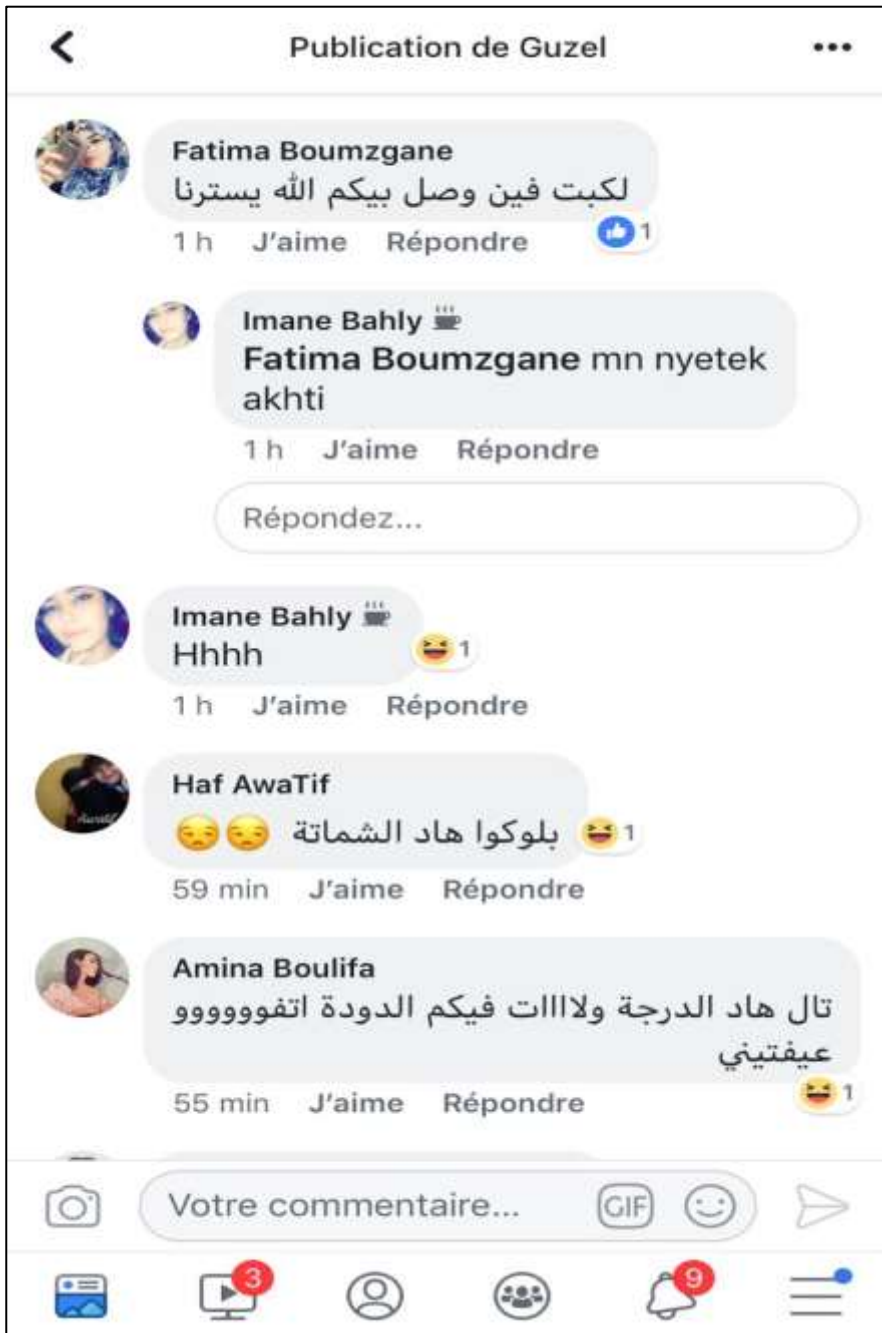 Publication de Guzel
Fatima Boumzgane
لكبت فين وصل بيكم الله يسترنا
1 h J'aime Répondre 1
Imane Bahly
Fatima Boumzgane mn nyetek
akhti
1 h J'aime Répondre
Répondez...
Imane Bahly
Hhhh
1
1 h J'aime Répondre
Haf AwaTif
بلوكوا هاد الشماتة 😒😒
1
59 min J'aime Répondre
Amina Boulifa
تال هاد الدرجة ولاااات فيكم الدودة اتفووووووو
عيفتيني
1
55 min J'aime Répondre
Votre commentaire... GIF
3 9